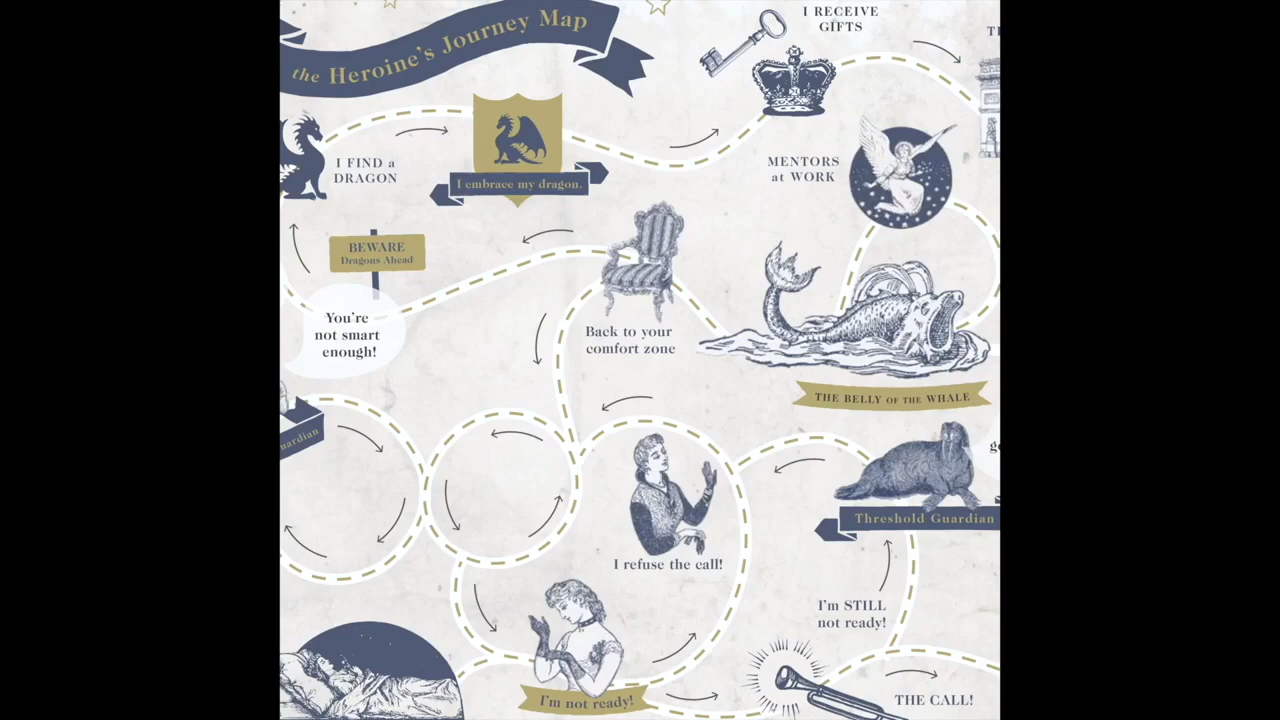 the Heroine's Journey Map
I RECEIVE
GIFTS
I FIND a
DRAGON
I embrace my dragon.
MENTORS
at WORK
BEWARE
Dragons Ahead
You're
not smart
enough!
Back to your
comfort zone
THE BELLY OF THE WHALE
Threshold Guardian
I refuse the call!
I'm STILL
not ready!
I'm not ready!
THE CALL!